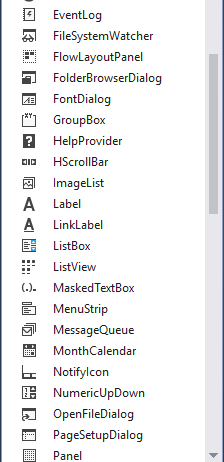 EventLog
FileSystemWatcher
FlowLayoutPanel
FolderBrowserDialog
FontDialog
GroupBox
HelpProvider
HScrollBar
ImageList
Label
LinkLabel
ListBox
ListView
MaskedTextBox
MenuStrip
MessageQueue
MonthCalendar
NotifyIcon
NumericUpDown
OpenFileDialog
PageSetupDialog
Panel